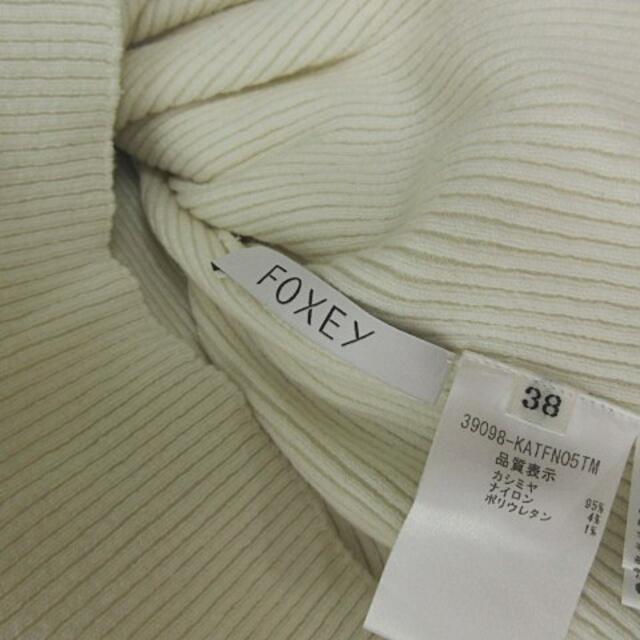 FOXEY
38
39098-KATFN05TM
品質表示
カシミヤ 95%
ナイロン 4%
ポリウレタン 1%